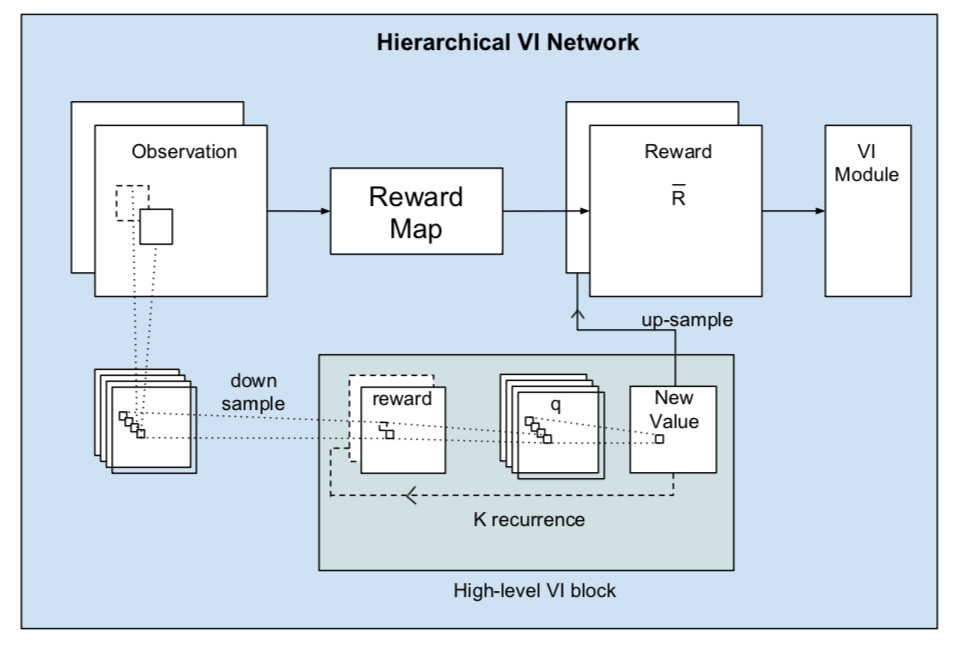 Hierarchical VI Network
Observation
Reward
Map
Reward
R̅
VI
Module
up-sample
down
sample
reward
q
New
Value
K recurrence
High-level VI block